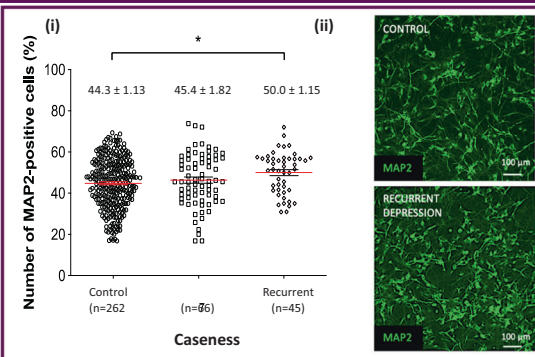 (i)
(ii)
*
Number of MAP2-positive cells (%)
100
80
60
40
20
0
44.3 ± 1.13
45.4 ± 1.82
50.0 ± 1.15
Control
(n=262
Recurrent
(n=45)
Caseness
CONTROL
MAP2
100 µm
RECURRENT
DEPRESSION
MAP2
100 µm